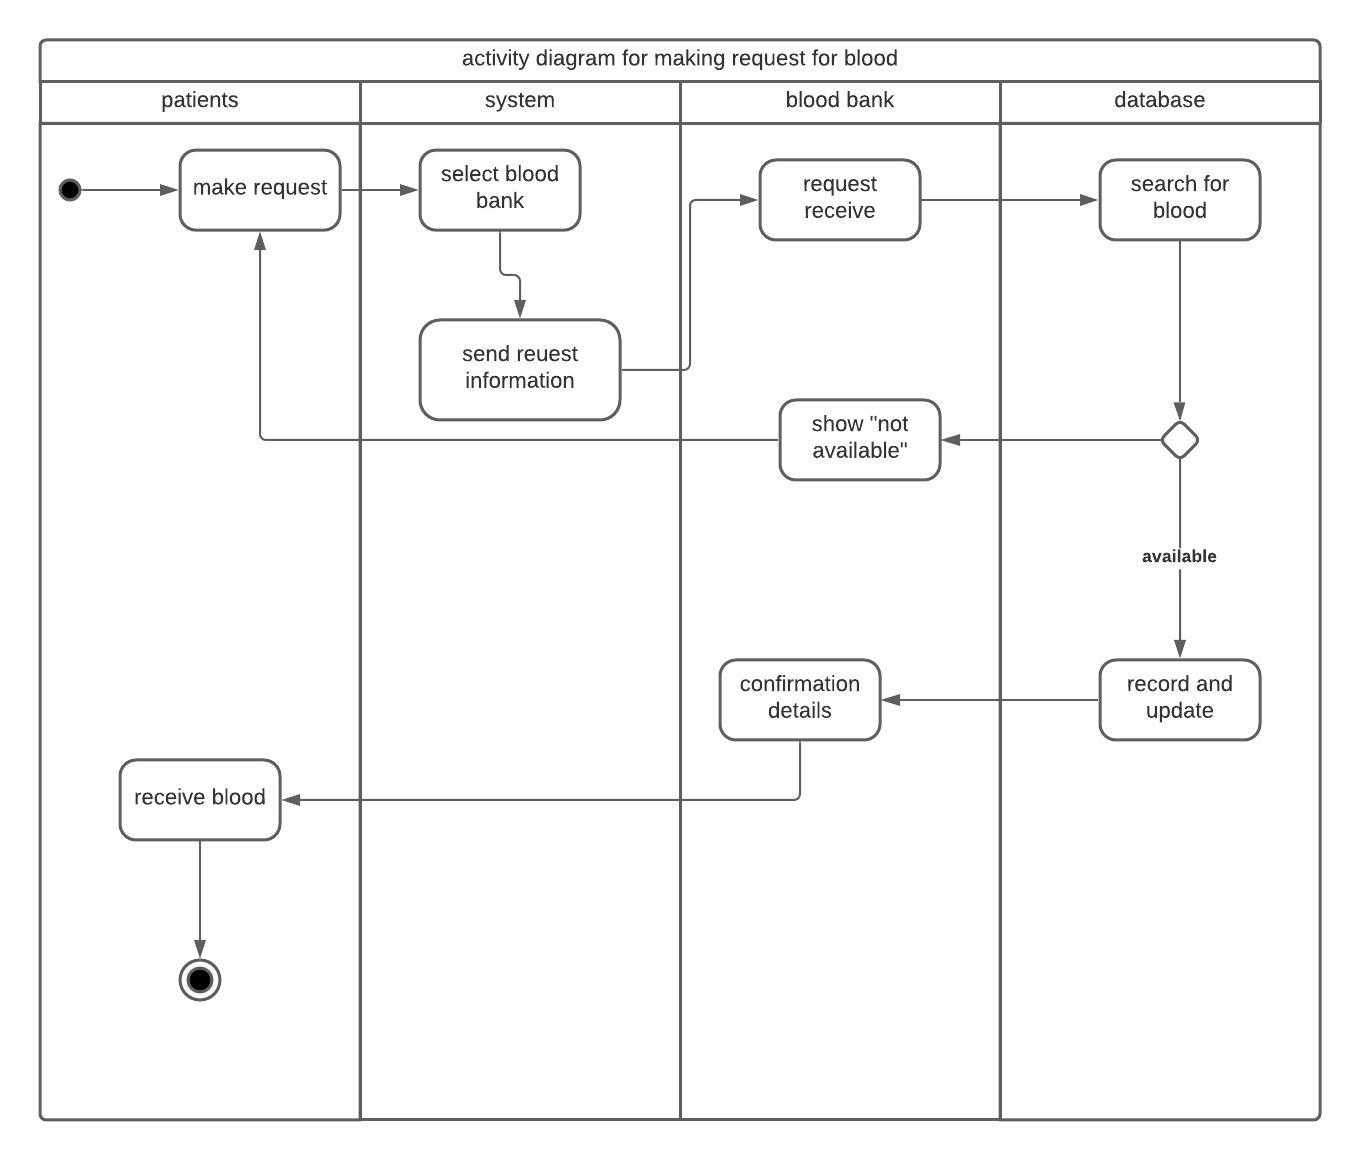 activity diagram for making request for blood
patients
system
blood bank
database
make request
select blood
bank
request
receive
search for
blood
send reuest
information
show "not
available"
available
confirmation
details
record and
update
receive blood